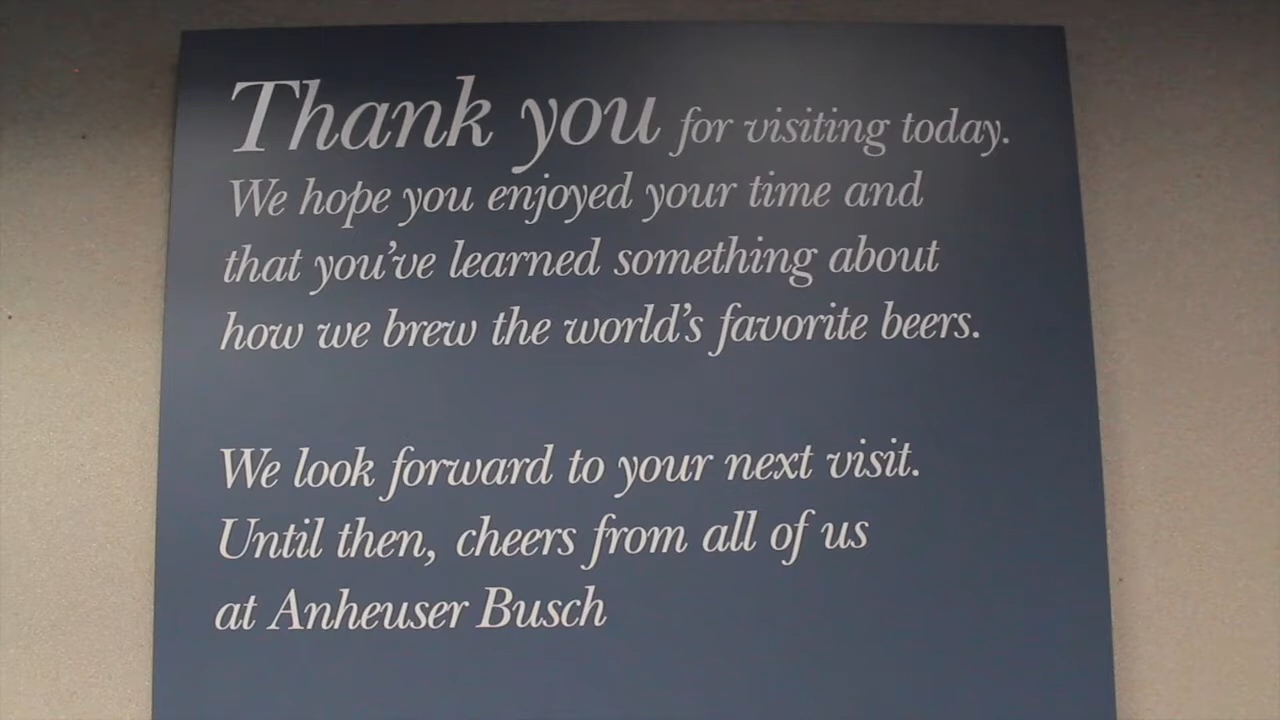 Thank you for visiting today.
We hope you enjoyed your time and
that you've learned something about
how we brew the world's favorite beers.
We look forward to your next visit.
Until then, cheers from all of us
at Anheuser Busch